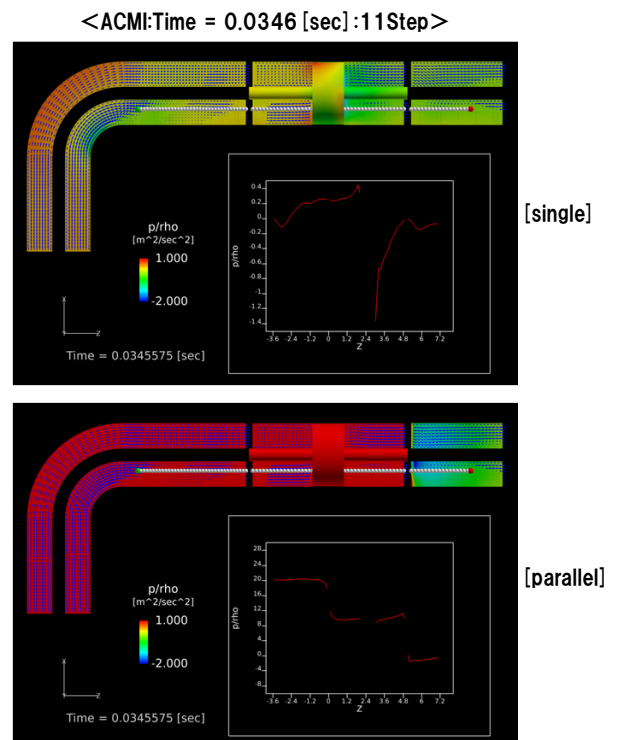 <ACMI:Time = 0.0346 [sec] :11Step>
p/rho
[m^2/sec^2]
1.000
-2.000
Time = 0.0345575 [sec]
X
Z
p/rho
0.4
0.2
0
-0.2
-0.4
-0.6
-0.8
-1
-1.2
-1.4
-3.6 -2.4 -1.2 0 1.2 2.4 3.6 4.8 6 7.2
Z
[single]
p/rho
[m^2/sec^2]
1.000
-2.000
Time = 0.0345575 [sec]
X
Z
p/rho
28
24
20
16
12
8
4
0
-4
-8
-3.6 -2.4 -1.2 0 1.2 2.4 3.6 4.8 6 7.2
Z
[parallel]